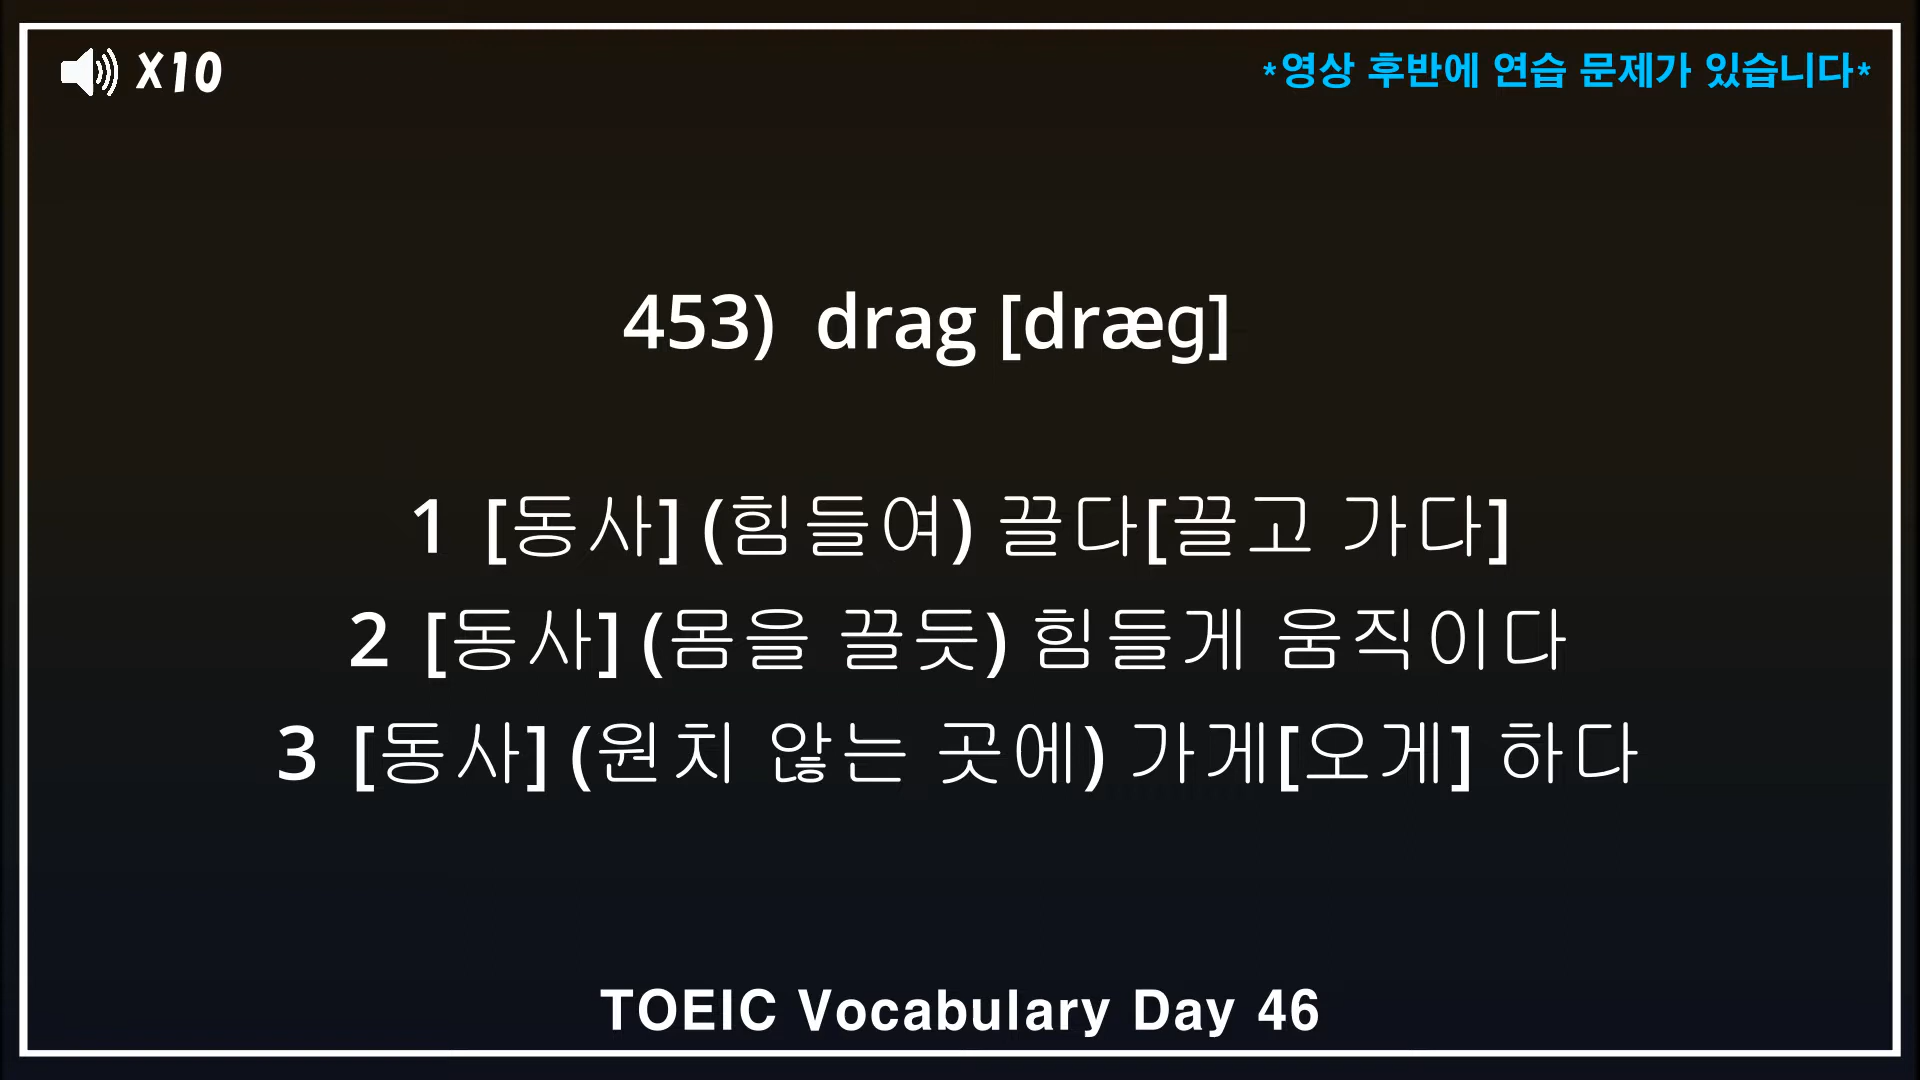 X10
*영상 후반에 연습 문제가 있습니다*
453) drag [dræg]
1 [동사] (힘들여) 끌다[끌고 가다]
2 [동사] (몸을 끌듯) 힘들게 움직이다
3 [동사] (원치 않는 곳에) 가게[오게] 하다
TOEIC Vocabulary Day 46